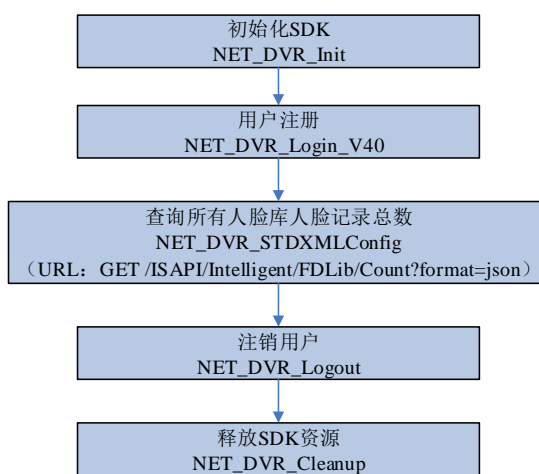 初始化SDK
NET_DVR_Init
用户注册
NET_DVR_Login_V40
查询所有人脸库人脸记录总数
NET_DVR_STDXMLConfig
（URL：GET /ISAPI/Intelligent/FDLib/Count?format=json）
注销用户
NET_DVR_Logout
释放SDK资源
NET_DVR_Cleanup